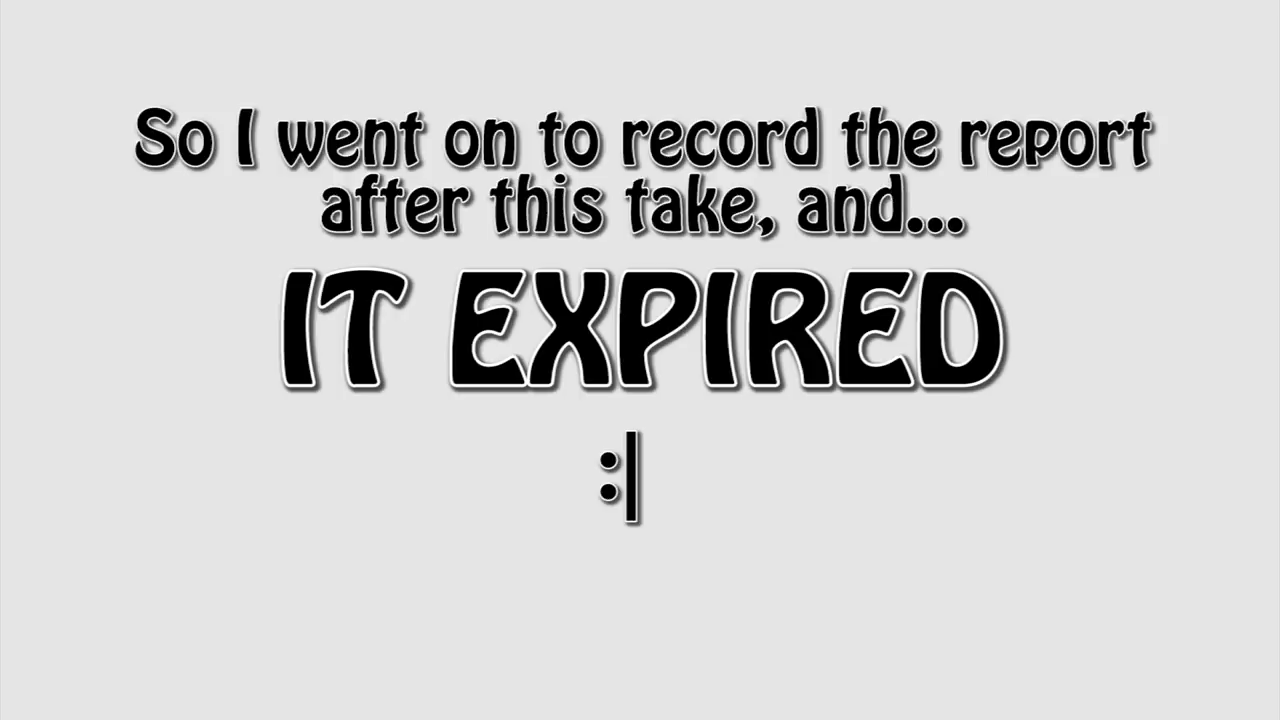 So I went on to record the report
after this take, and...
IT EXPIRED
:|